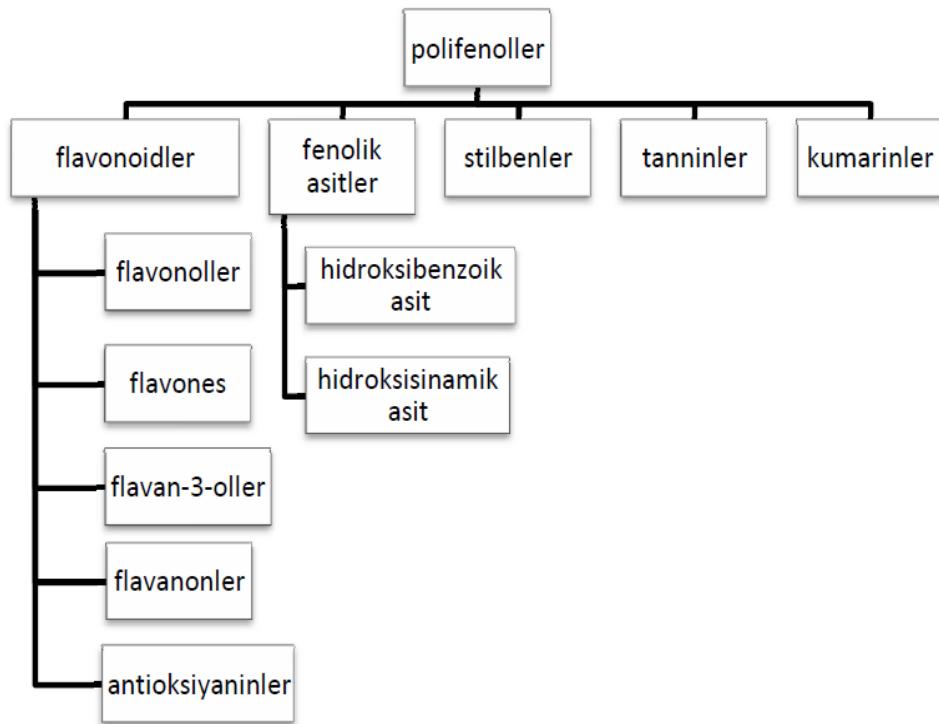 polifenoller
flavonoidler
fenolik
asitler
stilbenler
tanninler
kumarinler
flavonoller
flavones
flavan-3-oller
flavanonler
antioksiyaninler
hidroksibenzoik
asit
hidroksisinamik
asit